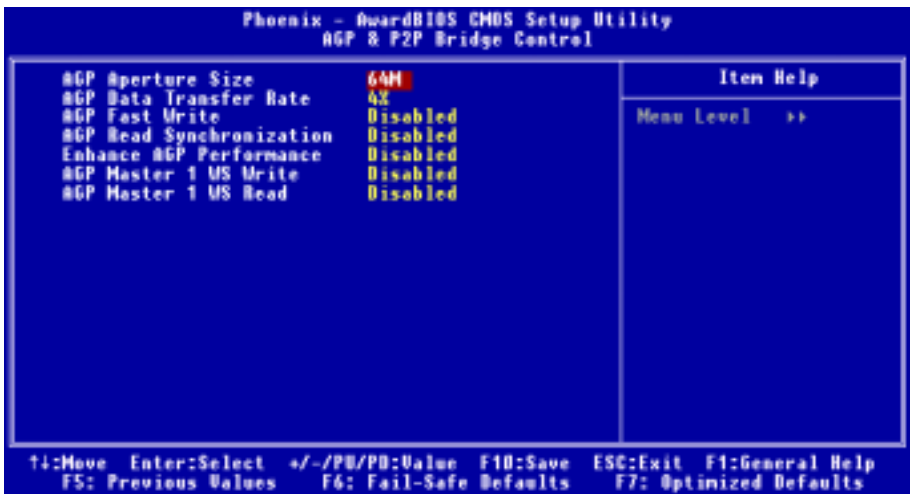 Phoenix - AwardBIOS CMOS Setup Utility
AGP & P2P Bridge Control
AGP Aperture Size 64M
AGP Data Transfer Rate 4X
AGP Fast Write Disabled
AGP Read Synchronization Disabled
Enhance AGP Performance Disabled
AGP Master 1 WS Write Disabled
AGP Master 1 WS Read Disabled
Item Help
Menu Level ▸▸
↑↓:Move Enter:Select +/-/PU/PD:Value F10:Save ESC:Exit F1:General Help
F5: Previous Values F6: Fail-Safe Defaults F7: Optimized Defaults